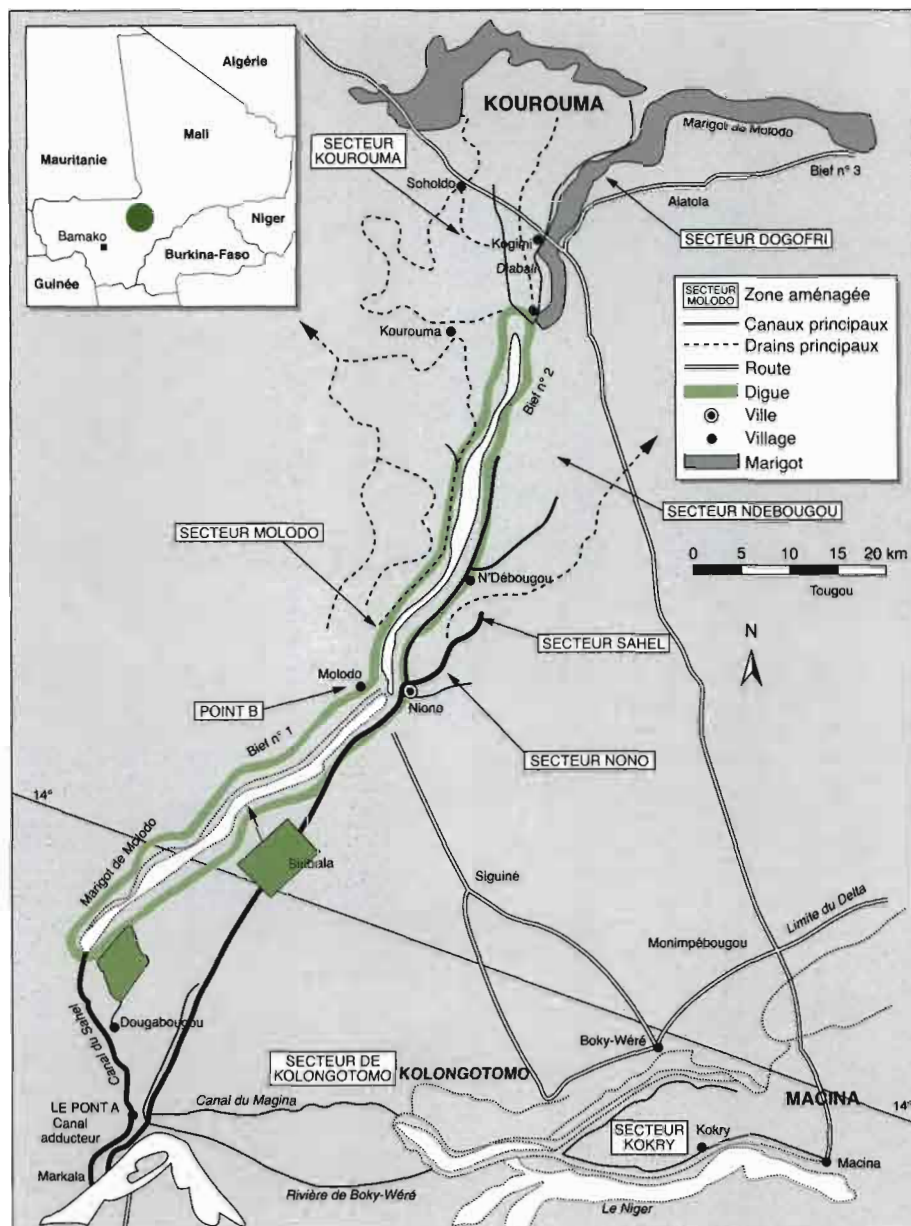 Algérie
Mali
Mauritanie
Niger
Bamako
Burkina-Faso
Guinée
KOUROUMA
SECTEUR
KOUROUMA
Marigot de Molodo
Soholdo
Bief n° 3
Aiatola
Kogimi
SECTEUR DOGOFRI
Diabali
SECTEUR
MOLODO
Zone aménagée
Canaux principaux
Drains principaux
Route
Digue
Ville
Village
Marigot
Kourouma
Bief n° 2
SECTEUR NDEBOUGOU
SECTEUR MOLODO
0 5 10 15 20 km
Tougou
N'Débougou
SECTEUR SAHEL
N
Molodo
POINT B
Niono
Bief n° 1
SECTEUR NONO
14°
Marigot de Molodo
Siribala
Siguiné
Limite du Delta
Monimpébougou
Canal du Sahel
Dougabougou
Boky-Wéré
SECTEUR DE
KOLONGOTOMO
KOLONGOTOMO
MACINA
14°
LE PONT A
Canal
adducteur
Canal du Magina
SECTEUR
KOKRY
Kokry
Markala
Macina
Rivière de Boky-Wéré
Le Niger